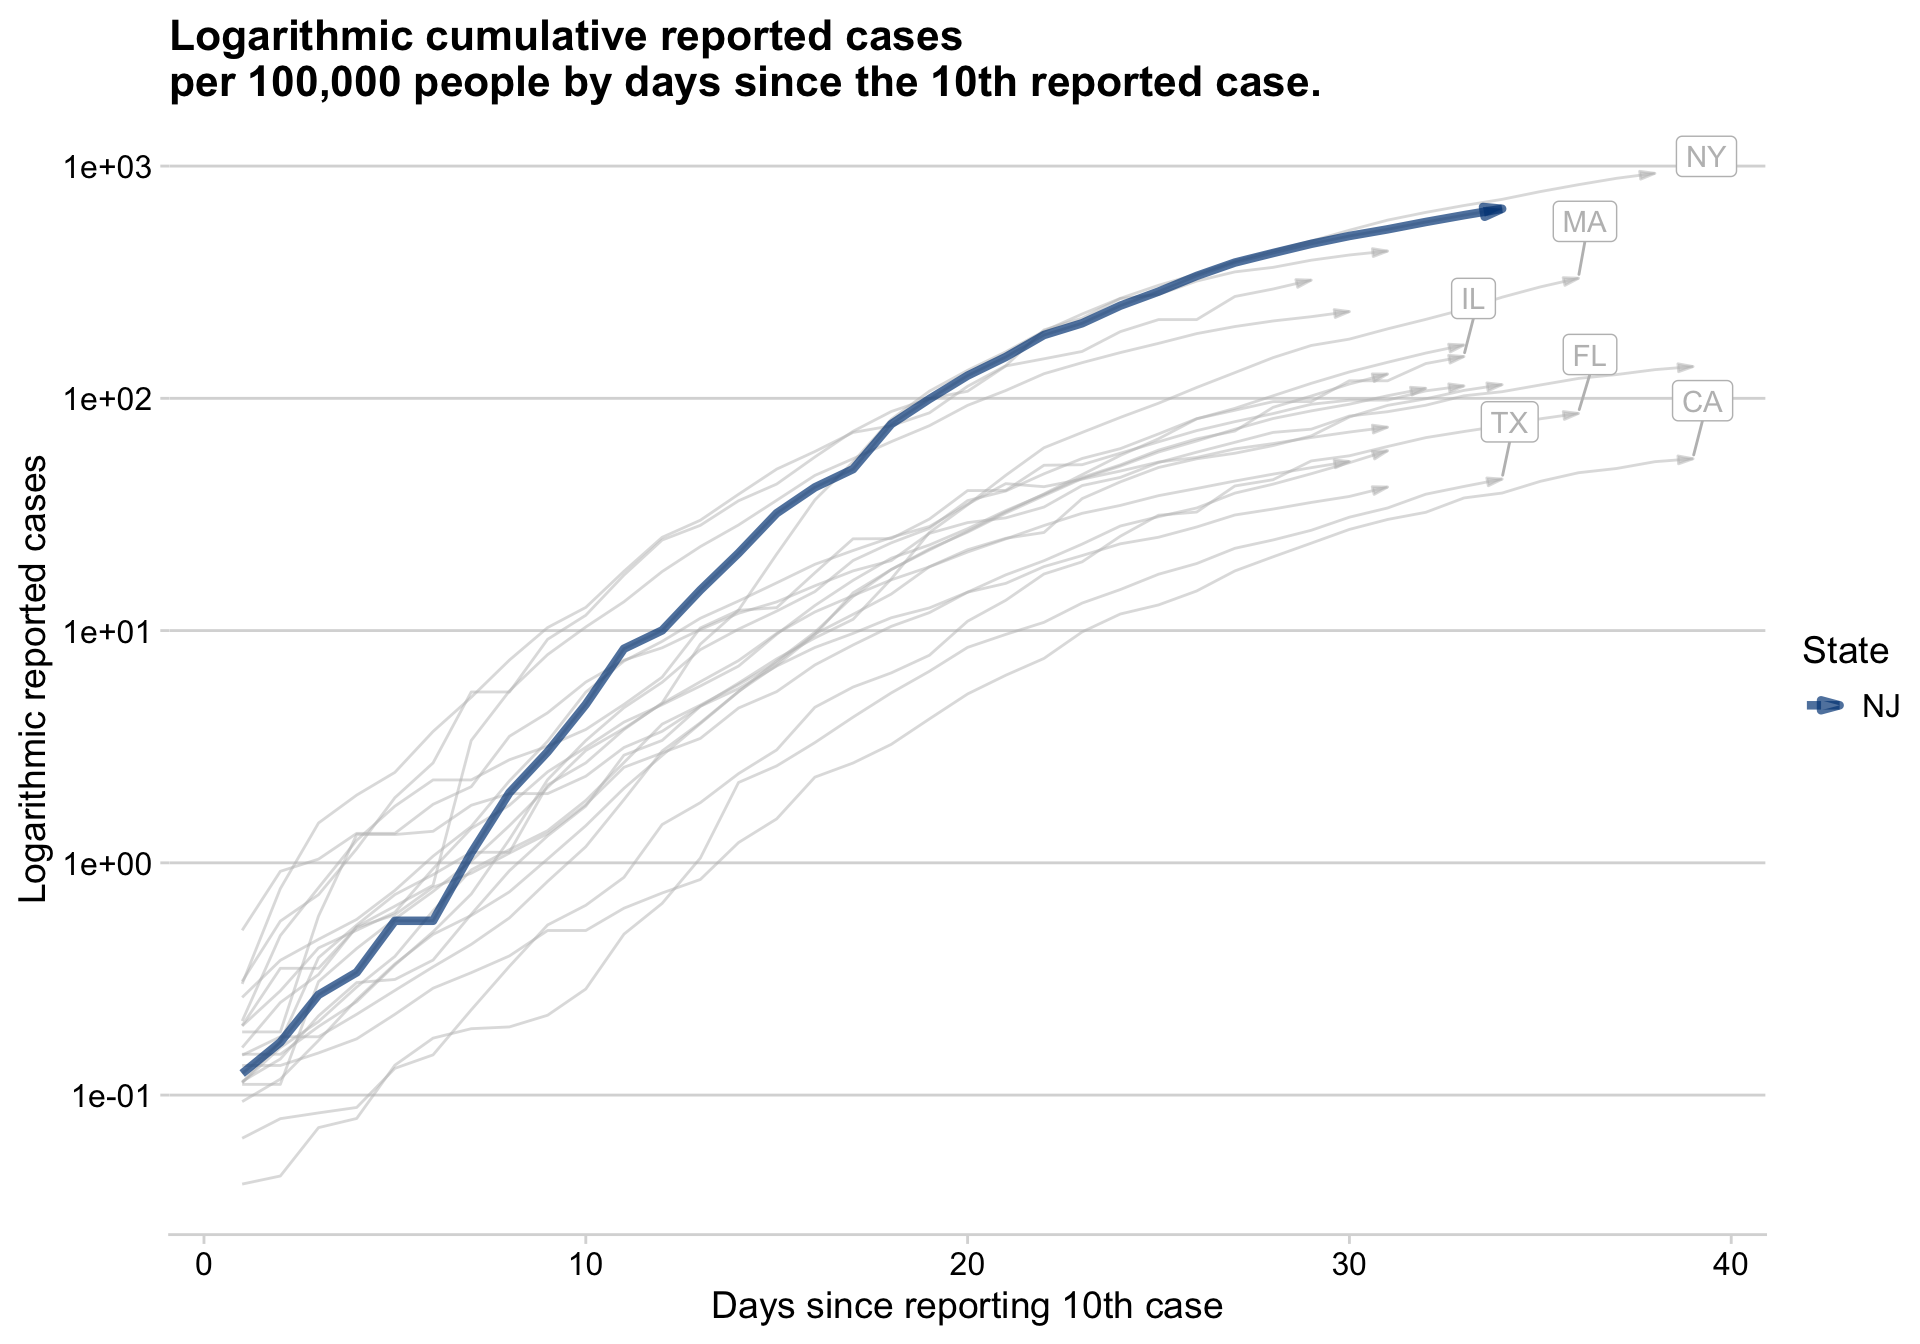 Logarithmic cumulative reported cases
per 100,000 people by days since the 10th reported case.
1e+03
1e+02
1e+01
1e+00
1e-01
Logarithmic reported cases
NY
MA
IL
FL
CA
TX
State
NJ
0
10
20
30
40
Days since reporting 10th case